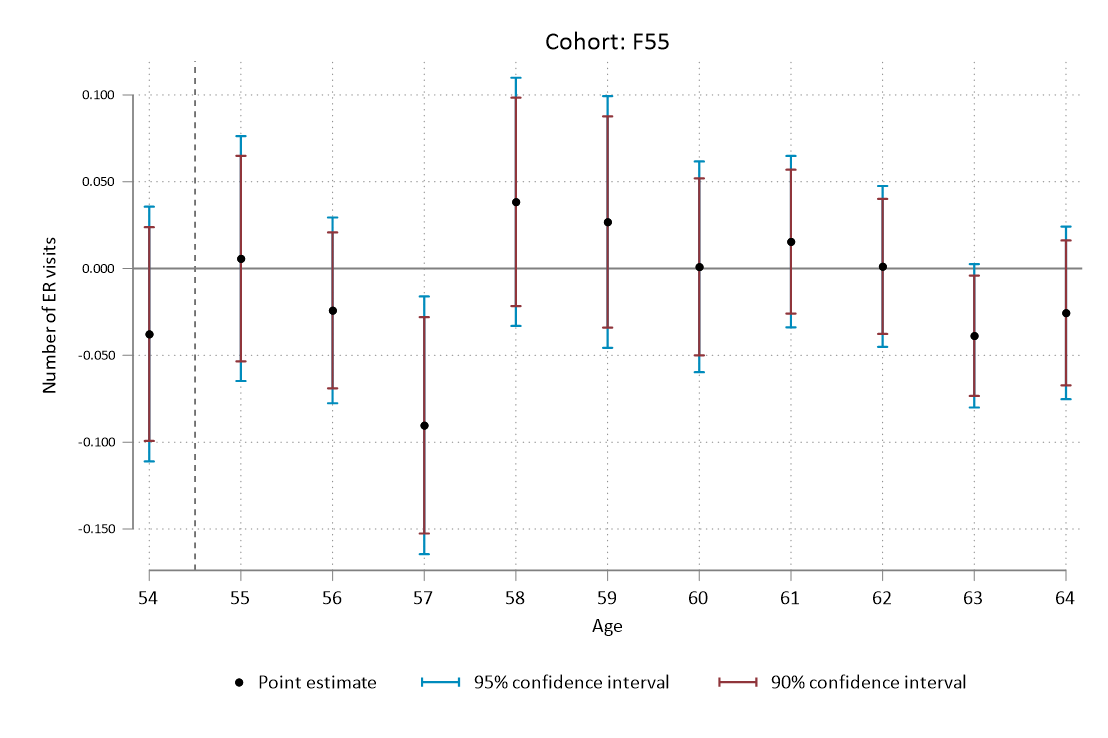 Cohort: F55
0.100
0.050
0.000
-0.050
-0.100
-0.150
Number of ER visits
54 55 56 57 58 59 60 61 62 63 64
Age
Point estimate 95% confidence interval 90% confidence interval